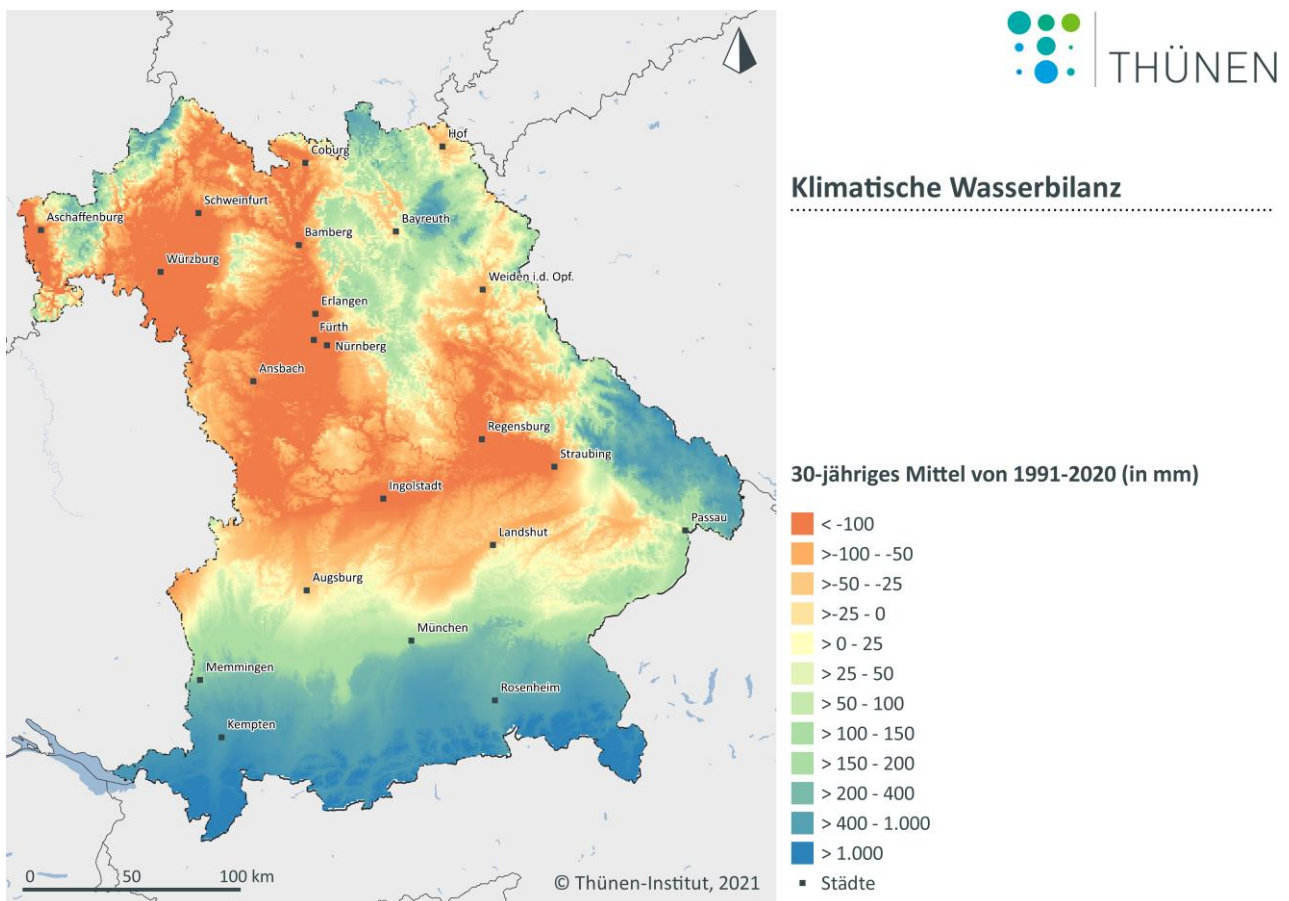 THÜNEN
Klimatische Wasserbilanz
Hof
Coburg
Schweinfurt
Aschaffenburg
Bayreuth
Bamberg
Würzburg
Weiden i.d. Opf.
Erlangen
Fürth
Nürnberg
Ansbach
Regensburg
Straubing
Ingolstadt
Passau
Landshut
Augsburg
München
Memmingen
Rosenheim
Kempten
0 50 100 km
© Thünen-Institut, 2021
30-jähriges Mittel von 1991-2020 (in mm)
< -100
>-100 - -50
>-50 - -25
>-25 - 0
> 0 - 25
> 25 - 50
> 50 - 100
> 100 - 150
> 150 - 200
> 200 - 400
> 400 - 1.000
> 1.000
Städte